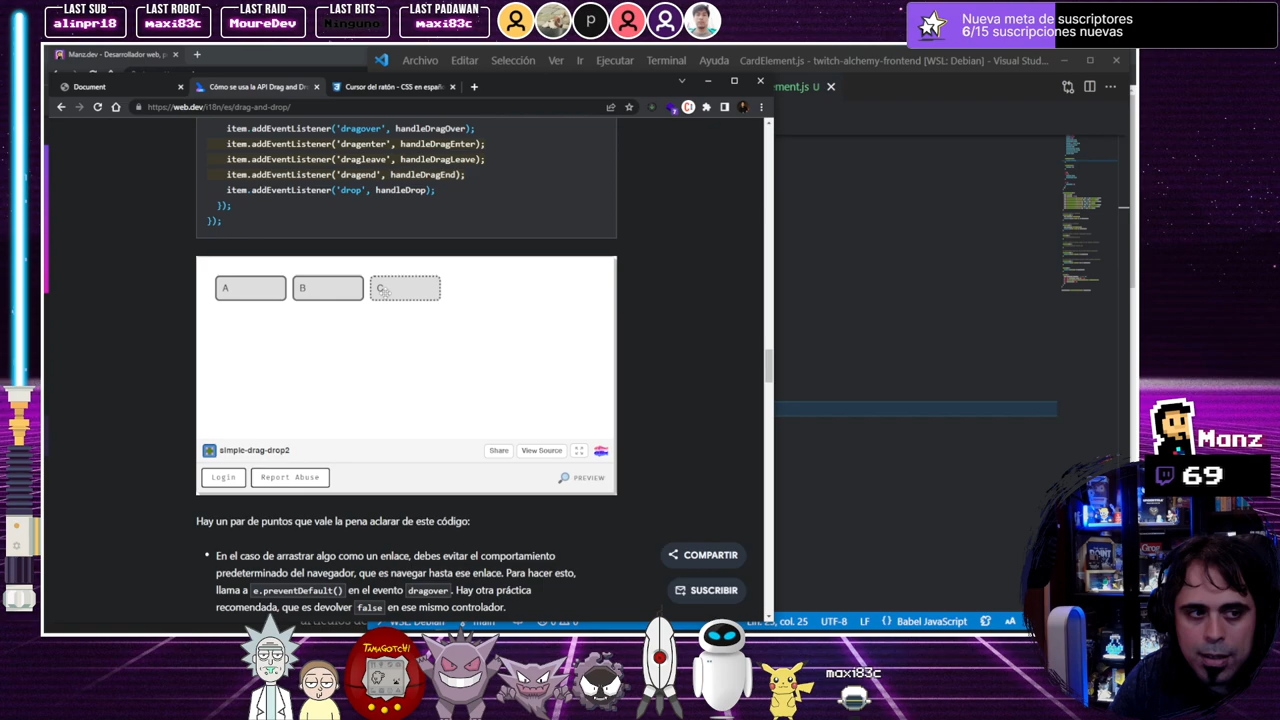 LAST SUB
alinpr18
LAST ROBOT
maxi83c
LAST RAID
MoureDev
LAST BITS
Ninguno
LAST PADAWAN
maxi83c
p
Nueva meta de suscriptores
6/15 suscripciones nuevas
Manz.dev - Desarrollador web, p
Archivo Editar Selección Ver Ir Ejecutar Terminal Ayuda
CardElement.js - twitch-alchemy-frontend [WSL: Debian] - Visual Stud...
Document
Cómo se usa la API Drag and Dr
Cursor del ratón - CSS en españ
ement.js U
https://web.dev/i18n/es/drag-and-drop/
item.addEventListener('dragover', handleDragOver);
item.addEventListener('dragenter', handleDragEnter);
item.addEventListener('dragleave', handleDragLeave);
item.addEventListener('dragend', handleDragEnd);
item.addEventListener('drop', handleDrop);
});
});
A
B
C
simple-drag-drop2
Share
View Source
Login
Report Abuse
PREVIEW
Hay un par de puntos que vale la pena aclarar de este código:
• En el caso de arrastrar algo como un enlace, debes evitar el comportamiento
predeterminado del navegador, que es navegar hasta ese enlace. Para hacer esto,
llama a e.preventDefault() en el evento dragover. Hay otra práctica
recomendada, que es devolver false en ese mismo controlador.
COMPARTIR
SUSCRIBIR
WSL: Debian
main
col. 25
UTF-8
LF
Babel JavaScript
Manz
69
TAMAGOTCHI
maxi83c